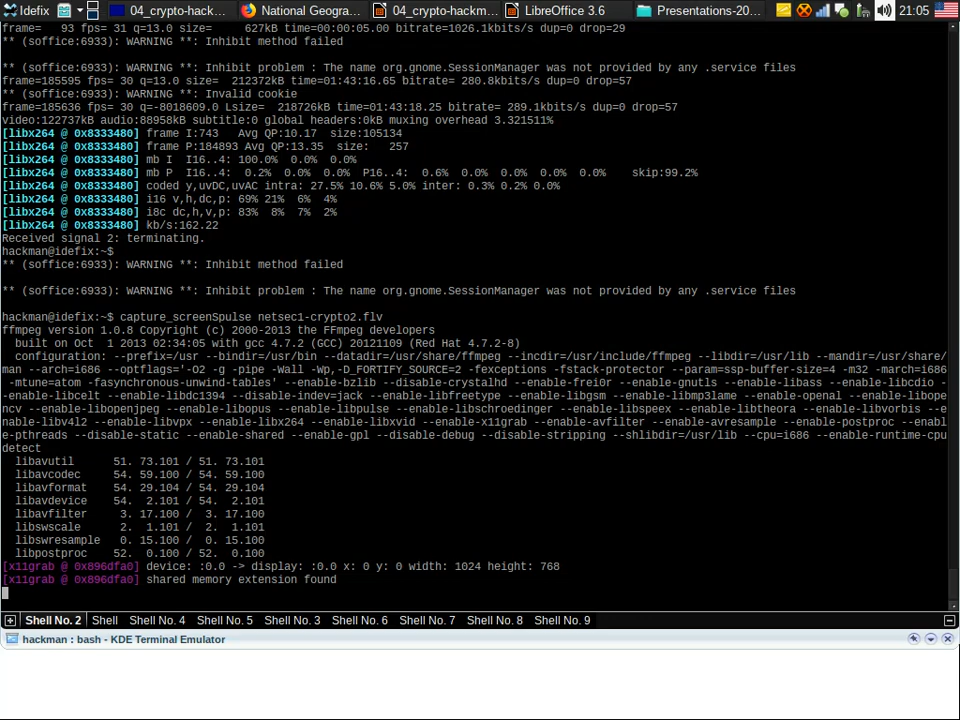 Idefix 04_crypto-hackm... National Geogra... 04_crypto-hackm... LibreOffice 3.6 Presentations-20... 21:05
frame=   93 fps= 31 q=13.0 size=     627kB time=00:00:05.00 bitrate=1026.1kbits/s dup=0 drop=29
** (soffice:6933): WARNING **: Inhibit method failed
** (soffice:6933): WARNING **: Inhibit problem : The name org.gnome.SessionManager was not provided by any .service files
frame=185595 fps= 30 q=13.0 size=  212372kB time=01:43:16.65 bitrate= 280.8kbits/s dup=0 drop=57
** (soffice:6933): WARNING **: Invalid cookie
frame=185636 fps= 30 q=-8018609.0 Lsize=  218726kB time=01:43:18.25 bitrate= 289.1kbits/s dup=0 drop=57
video:122737kB audio:88958kB subtitle:0 global headers:0kB muxing overhead 3.321511%
[libx264 @ 0x8333480] frame I:743   Avg QP:10.17  size:105134
[libx264 @ 0x8333480] frame P:184893 Avg QP:13.35  size:   257
[libx264 @ 0x8333480] mb I  I16..4: 100.0%  0.0%  0.0%
[libx264 @ 0x8333480] mb P  I16..4:  0.2%  0.0%  0.0%  P16..4:  0.6%  0.0%  0.0%  0.0%  0.0%    skip:99.2%
[libx264 @ 0x8333480] coded y,uvDC,uvAC intra: 27.5% 10.6% 5.0% inter: 0.3% 0.2% 0.0%
[libx264 @ 0x8333480] i16 v,h,dc,p: 69% 21%  6%  4%
[libx264 @ 0x8333480] i8c dc,h,v,p: 83%  8%  7%  2%
[libx264 @ 0x8333480] kb/s:162.22
Received signal 2: terminating.
hackman@idefix:~$
** (soffice:6933): WARNING **: Inhibit method failed
** (soffice:6933): WARNING **: Inhibit problem : The name org.gnome.SessionManager was not provided by any .service files
hackman@idefix:~$ capture_screenSpulse netsec1-crypto2.flv
ffmpeg version 1.0.8 Copyright (c) 2000-2013 the FFmpeg developers
  built on Oct  1 2013 02:34:05 with gcc 4.7.2 (GCC) 20121109 (Red Hat 4.7.2-8)
  configuration: --prefix=/usr --bindir=/usr/bin --datadir=/usr/share/ffmpeg --incdir=/usr/include/ffmpeg --libdir=/usr/lib --mandir=/usr/share/
man --arch=i686 --optflags='-O2 -g -pipe -Wall -Wp,-D_FORTIFY_SOURCE=2 -fexceptions -fstack-protector --param=ssp-buffer-size=4 -m32 -march=i686
 -mtune=atom -fasynchronous-unwind-tables' --enable-bzlib --disable-crystalhd --enable-frei0r --enable-gnutls --enable-libass --enable-libcdio -
-enable-libcelt --enable-libdc1394 --disable-indev=jack --enable-libfreetype --enable-libgsm --enable-libmp3lame --enable-openal --enable-libope
ncv --enable-libopenjpeg --enable-libopus --enable-libpulse --enable-libschroedinger --enable-libspeex --enable-libtheora --enable-libvorbis --e
nable-libv4l2 --enable-libvpx --enable-libx264 --enable-libxvid --enable-x11grab --enable-avfilter --enable-avresample --enable-postproc --enabl
e-pthreads --disable-static --enable-shared --enable-gpl --disable-debug --disable-stripping --shlibdir=/usr/lib --cpu=i686 --enable-runtime-cpu
detect
  libavutil      51. 73.101 / 51. 73.101
  libavcodec     54. 59.100 / 54. 59.100
  libavformat    54. 29.104 / 54. 29.104
  libavdevice    54.  2.101 / 54.  2.101
  libavfilter     3. 17.100 /  3. 17.100
  libswscale      2.  1.101 /  2.  1.101
  libswresample   0. 15.100 /  0. 15.100
  libpostproc    52.  0.100 / 52.  0.100
[x11grab @ 0x896dfa0] device: :0.0 -> display: :0.0 x: 0 y: 0 width: 1024 height: 768
[x11grab @ 0x896dfa0] shared memory extension found
Shell No. 2 Shell Shell No. 4 Shell No. 5 Shell No. 3 Shell No. 6 Shell No. 7 Shell No. 8 Shell No. 9
hackman : bash - KDE Terminal Emulator